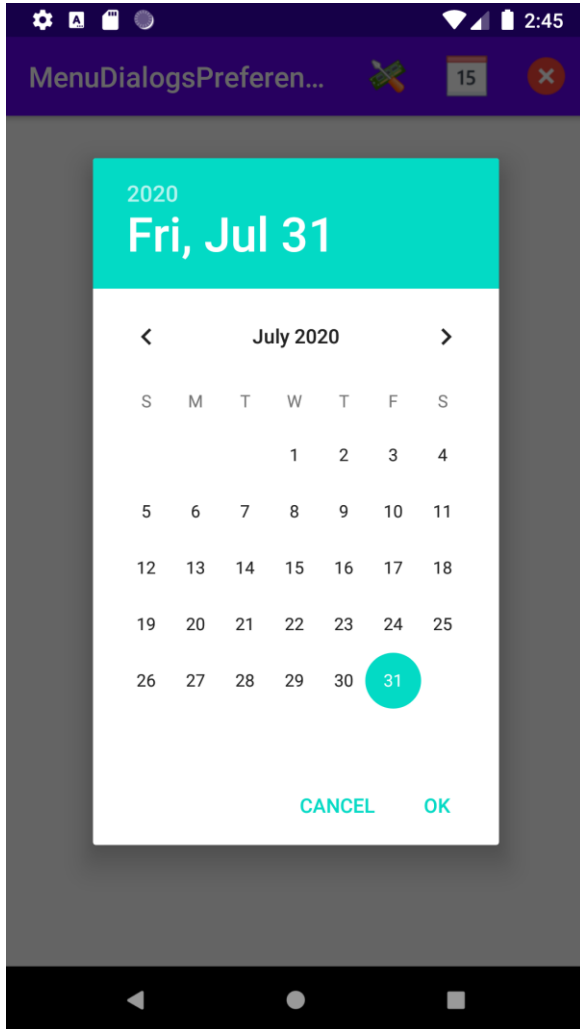 A 2:45
MenuDialogsPreferen... 15
2020
Fri, Jul 31
July 2020
S M T W T F S
1 2 3 4
5 6 7 8 9 10 11
12 13 14 15 16 17 18
19 20 21 22 23 24 25
26 27 28 29 30 31
CANCEL OK